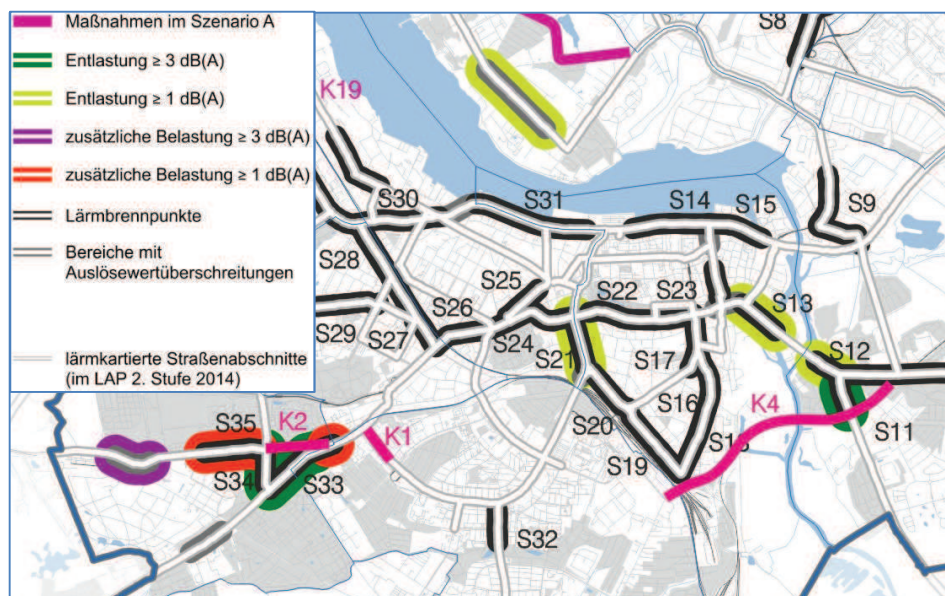 Maßnahmen im Szenario A
Entlastung ≥ 3 dB(A)
Entlastung ≥ 1 dB(A)
zusätzliche Belastung ≥ 3 dB(A)
zusätzliche Belastung ≥ 1 dB(A)
Lärmbrennpunkte
Bereiche mit
Auslösewertüberschreitungen
lärmkartierte Straßenabschnitte
(im LAP 2. Stufe 2014)
S8
K19
S30
S31
S14
S15
S9
S28
S25
S26
S22
S23
S13
S29
S27
S24
S21
S17
S12
S16
K4
S20
S11
S35
K2
K1
S34
S33
S19
S18
S32